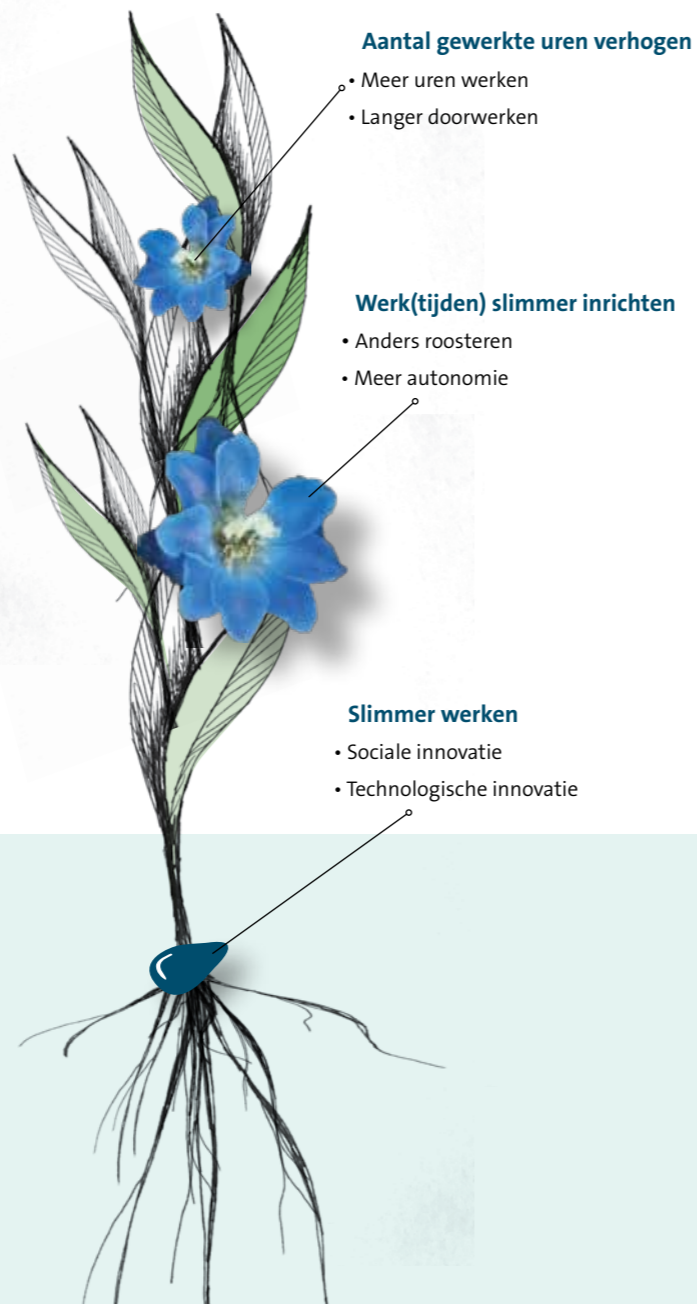 Aantal gewerkte uren verhogen
• Meer uren werken
• Langer doorwerken
Werk(tijden) slimmer inrichten
• Anders roosteren
• Meer autonomie
Slimmer werken
• Sociale innovatie
• Technologische innovatie